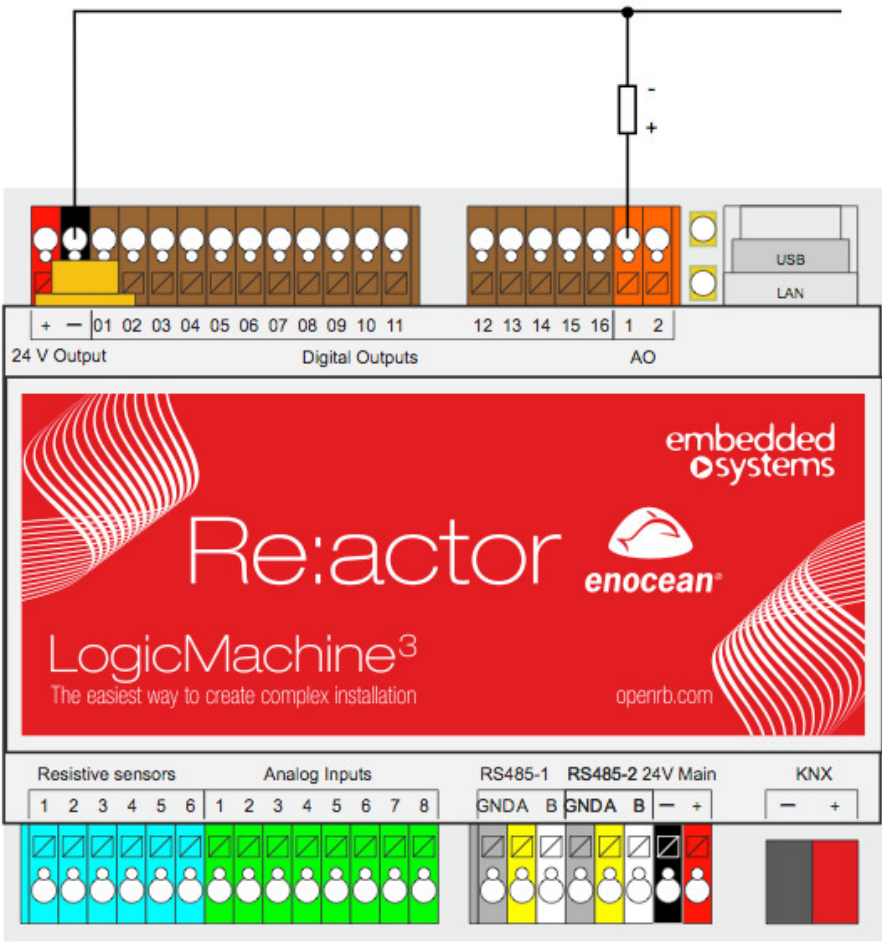 -
+
USB
LAN
+ — 01 02 03 04 05 06 07 08 09 10 11 12 13 14 15 16 1 2
24 V Output Digital Outputs AO
embedded
systems
Re:actor
enocean®
LogicMachine3
The easiest way to create complex installation openrb.com
Resistive sensors Analog Inputs RS485-1 RS485-2 24V Main KNX
1 2 3 4 5 6 1 2 3 4 5 6 7 8 GND A B GND A B — + — +